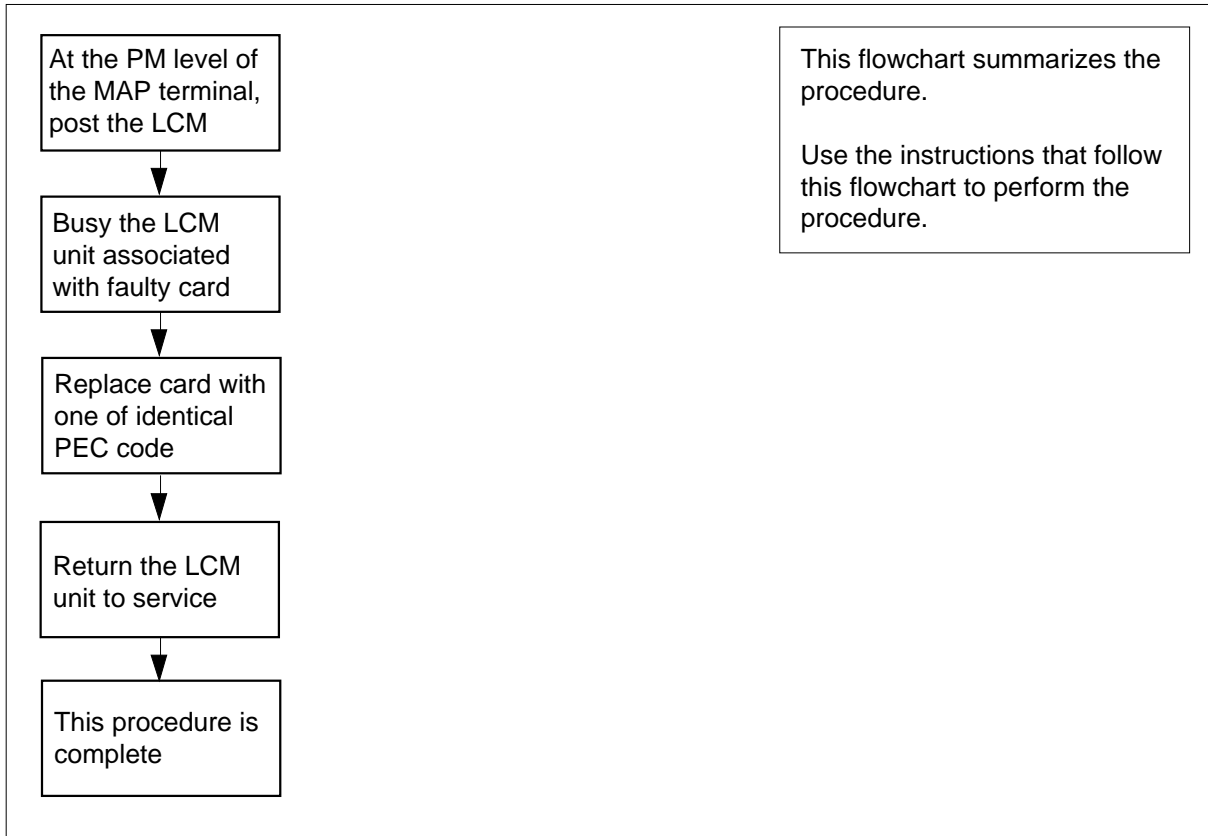 At the PM level of
the MAP terminal,
post the LCM
Busy the LCM
unit associated
with faulty card
Replace card with
one of identical
PEC code
Return the LCM
unit to service
This procedure is
complete
This flowchart summarizes the
procedure.
Use the instructions that follow
this flowchart to perform the
procedure.